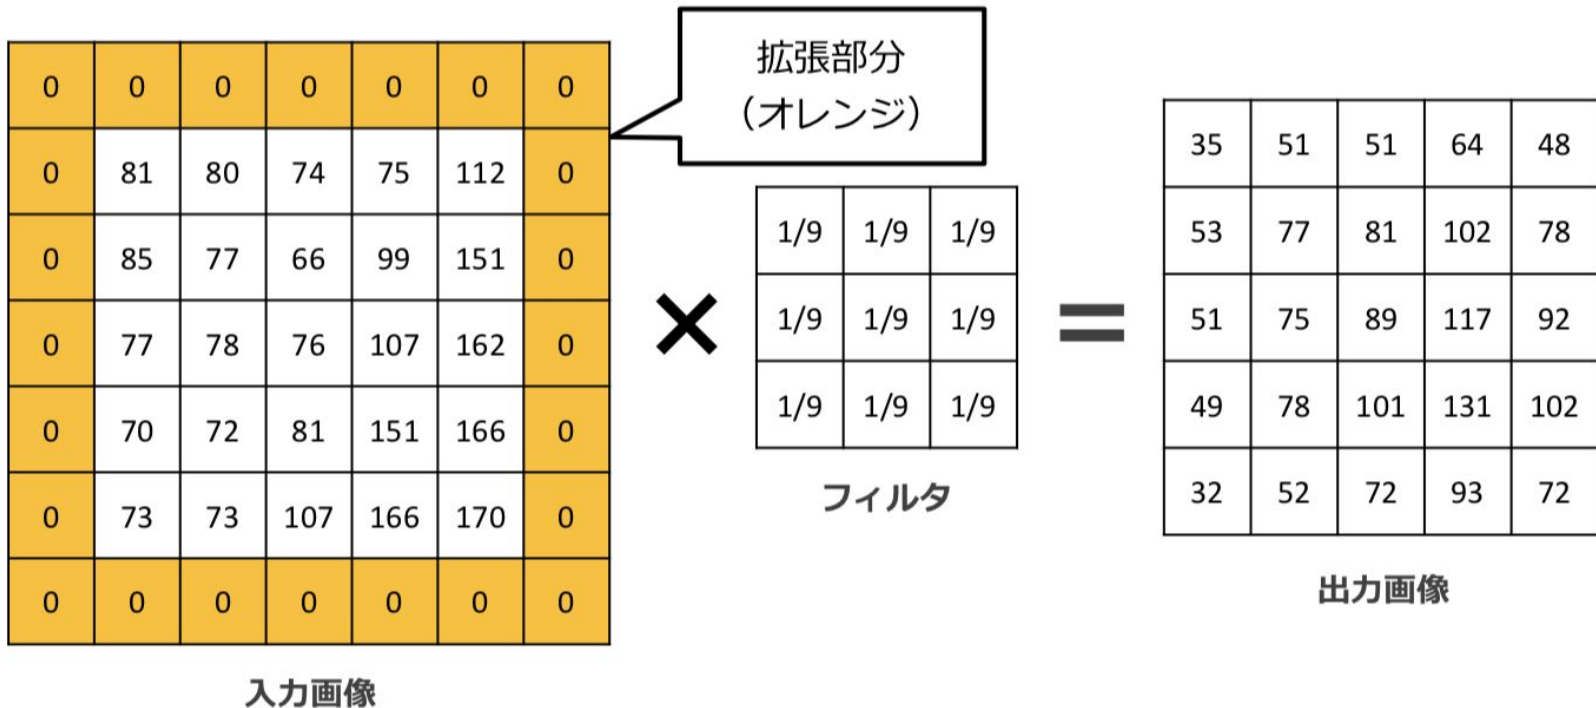 拡張部分
（オレンジ）
0 0 0 0 0 0 0
0 81 80 74 75 112 0
0 85 77 66 99 151 0
0 77 78 76 107 162 0
0 70 72 81 151 166 0
0 73 73 107 166 170 0
0 0 0 0 0 0 0
入力画像
×
1/9 1/9 1/9
1/9 1/9 1/9
1/9 1/9 1/9
フィルタ
=
35 51 51 64 48
53 77 81 102 78
51 75 89 117 92
49 78 101 131 102
32 52 72 93 72
出力画像